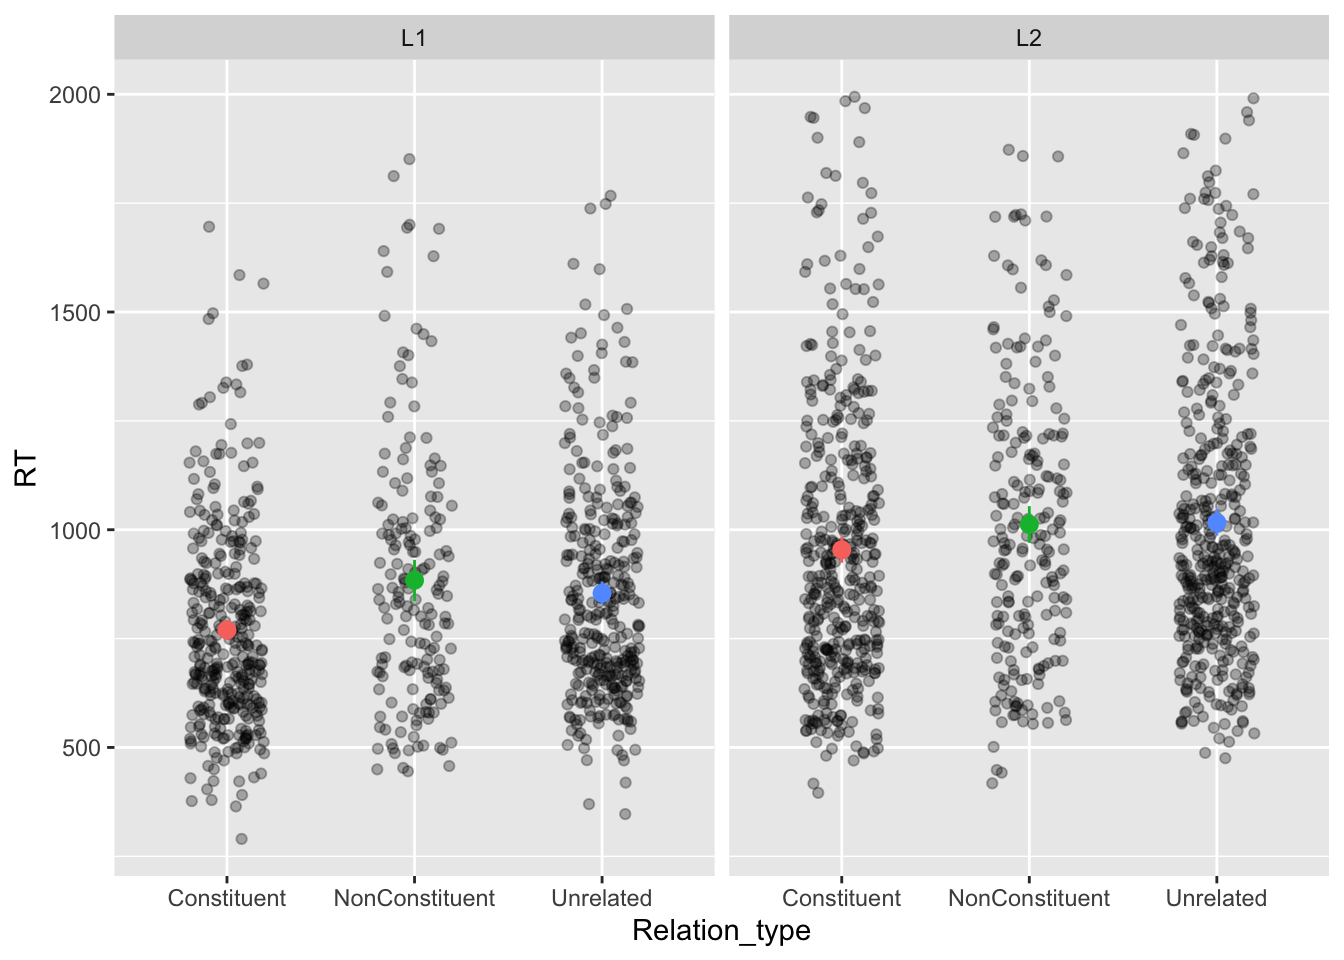 L1 L2
2000
1500
1000
500
RT
Constituent NonConstituent Unrelated Constituent NonConstituent Unrelated
Relation_type